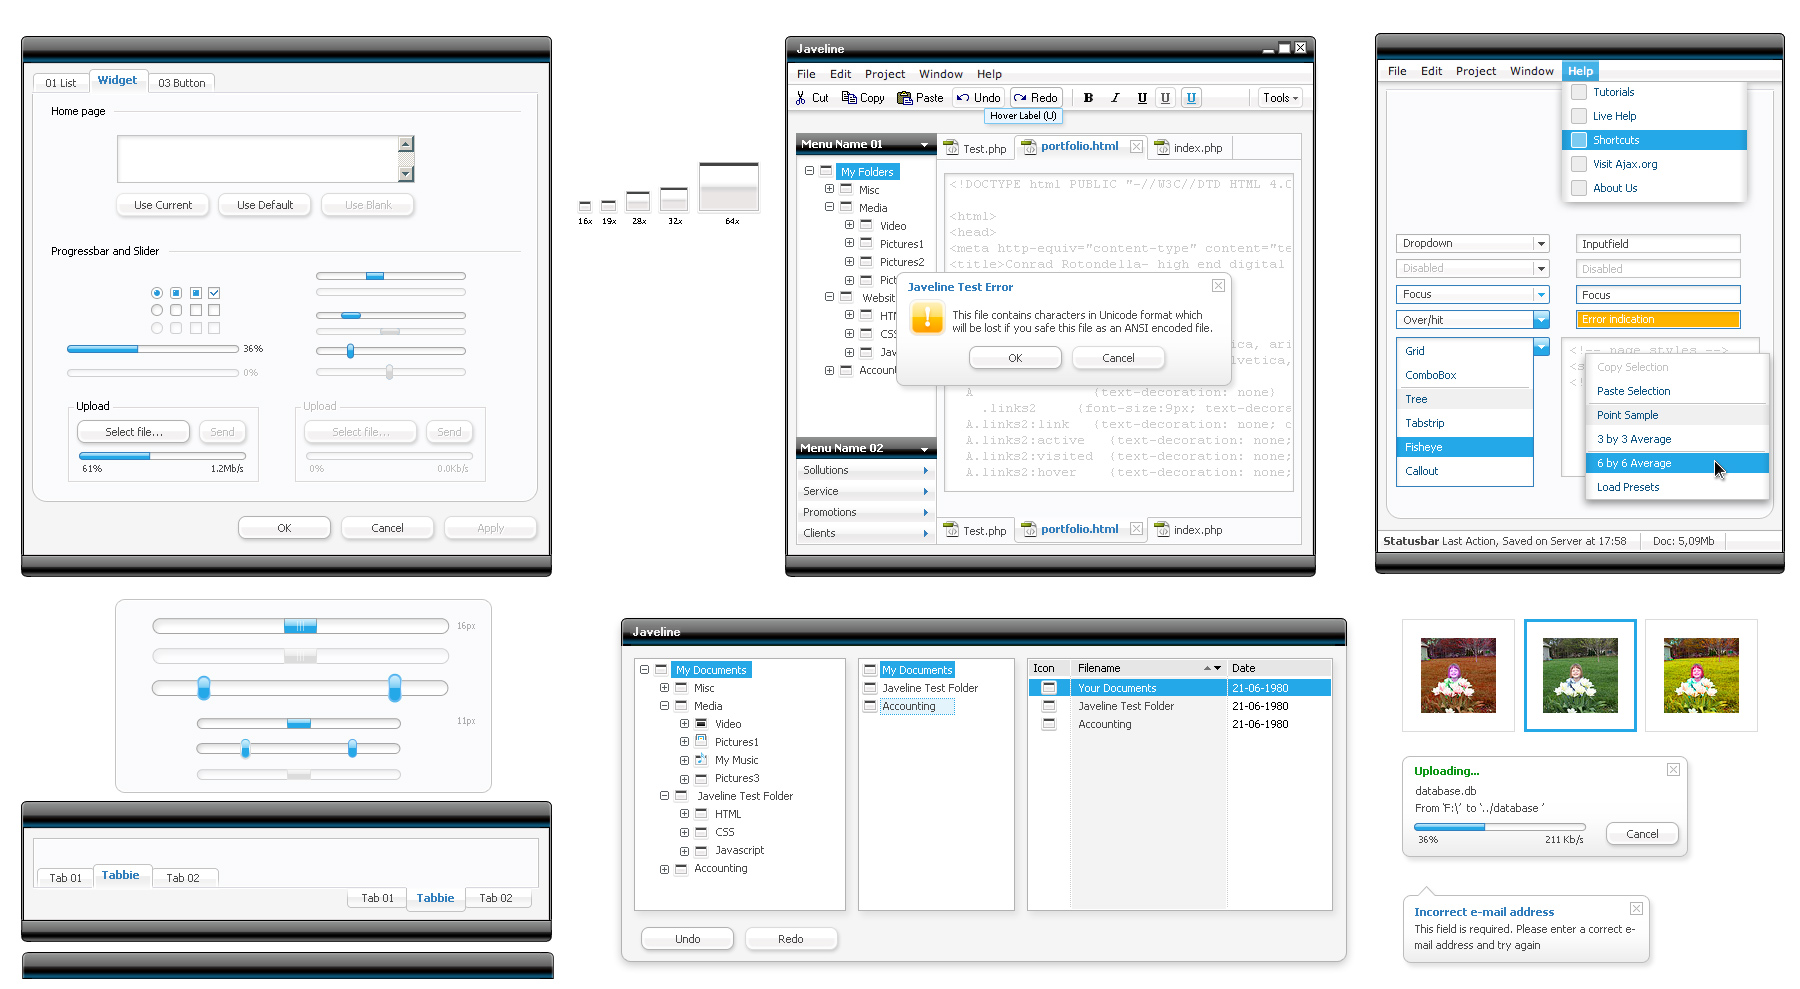 01 List
Widget
03 Button
Home page
Use Current
Use Default
Use Blank
Progressbar and Slider
36%
0%
Upload
Select file...
Send
61%
1.2Mb/s
Upload
Select file...
Send
0%
0.0Kb/s
OK
Cancel
Apply
16x
19x
28x
32x
64x
Javeline
File Edit Project Window Help
Cut Copy Paste Undo Redo B I U U U Tools
Hover Label (U)
Menu Name 01
My Folders
Misc
Media
Video
Pictures1
Pictures2
Pict
Websit
HTM
CSS
Jav
Accoun
Menu Name 02
Sollutions
Service
Promotions
Clients
Test.php
portfolio.html
index.php
<!DOCTYPE html PUBLIC "-//W3C//DTD HTML 4.0
<html>
<head>
<meta http-equiv="content-type" content="te
<title>Conrad Rotondella- high end digital
ica, ari
lvetica,
A {text-decoration: none}
.links2 {font-size:9px; text-decora
A.links2:link {text-decoration: none; c
A.links2:active {text-decoration: none;
A.links2:visited {text-decoration: none;
A.links2:hover {text-decoration: none;
Javeline Test Error
This file contains characters in Unicode format which
will be lost if you safe this file as an ANSI encoded file.
OK
Cancel
Test.php
portfolio.html
index.php
File Edit Project Window Help
Tutorials
Live Help
Shortcuts
Visit Ajax.org
About Us
Dropdown
Inputfield
Disabled
Disabled
Focus
Focus
Over/hit
Error indication
Grid
ComboBox
Tree
Tabstrip
Fisheye
Callout
<!-- page styles -->
<s
<!
Copy Selection
Paste Selection
Point Sample
3 by 3 Average
6 by 6 Average
Load Presets
Statusbar Last Action, Saved on Server at 17:58
Doc: 5,09Mb
16px
11px
Tab 01
Tabbie
Tab 02
Tab 01
Tabbie
Tab 02
Javeline
My Documents
Misc
Media
Video
Pictures1
My Music
Pictures3
Javeline Test Folder
HTML
CSS
Javascript
Accounting
My Documents
Javeline Test Folder
Accounting
Icon Filename Date
Your Documents 21-06-1980
Javeline Test Folder 21-06-1980
Accounting 21-06-1980
Undo
Redo
Uploading...
database.db
From 'F:\' to '../database '
36%
211 Kb/s
Cancel
Incorrect e-mail address
This field is required. Please enter a correct e-
mail address and try again